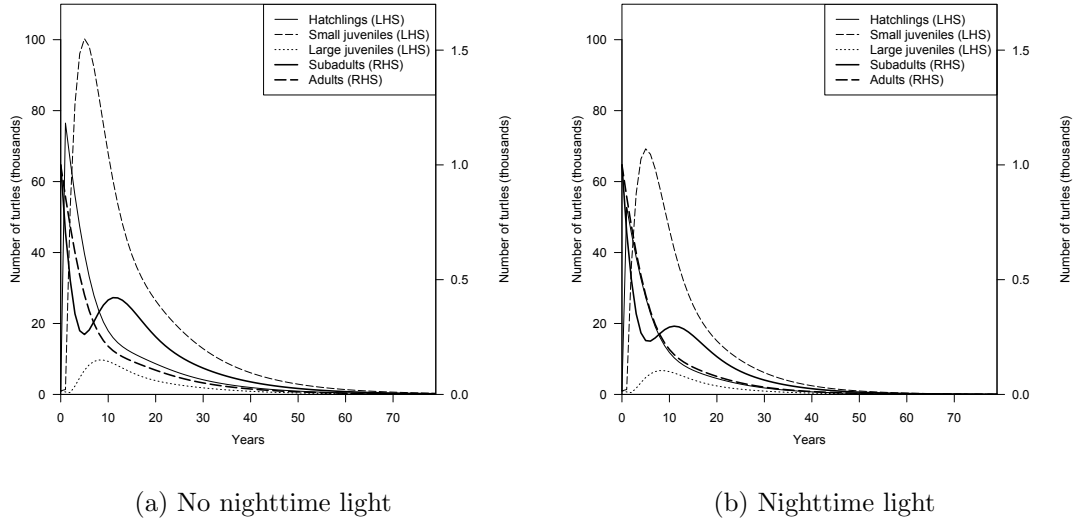 Hatchlings (LHS)
Small juveniles (LHS)
Large juveniles (LHS)
Subadults (RHS)
Adults (RHS)
Number of turtles (thousands)
100
80
60
40
20
0
1.5
1.0
0.5
0.0
Number of turtles (thousands)
0 10 20 30 40 50 60 70
Years
(a) No nighttime light
Hatchlings (LHS)
Small juveniles (LHS)
Large juveniles (LHS)
Subadults (RHS)
Adults (RHS)
Number of turtles (thousands)
100
80
60
40
20
0
1.5
1.0
0.5
0.0
Number of turtles (thousands)
0 10 20 30 40 50 60 70
Years
(b) Nighttime light